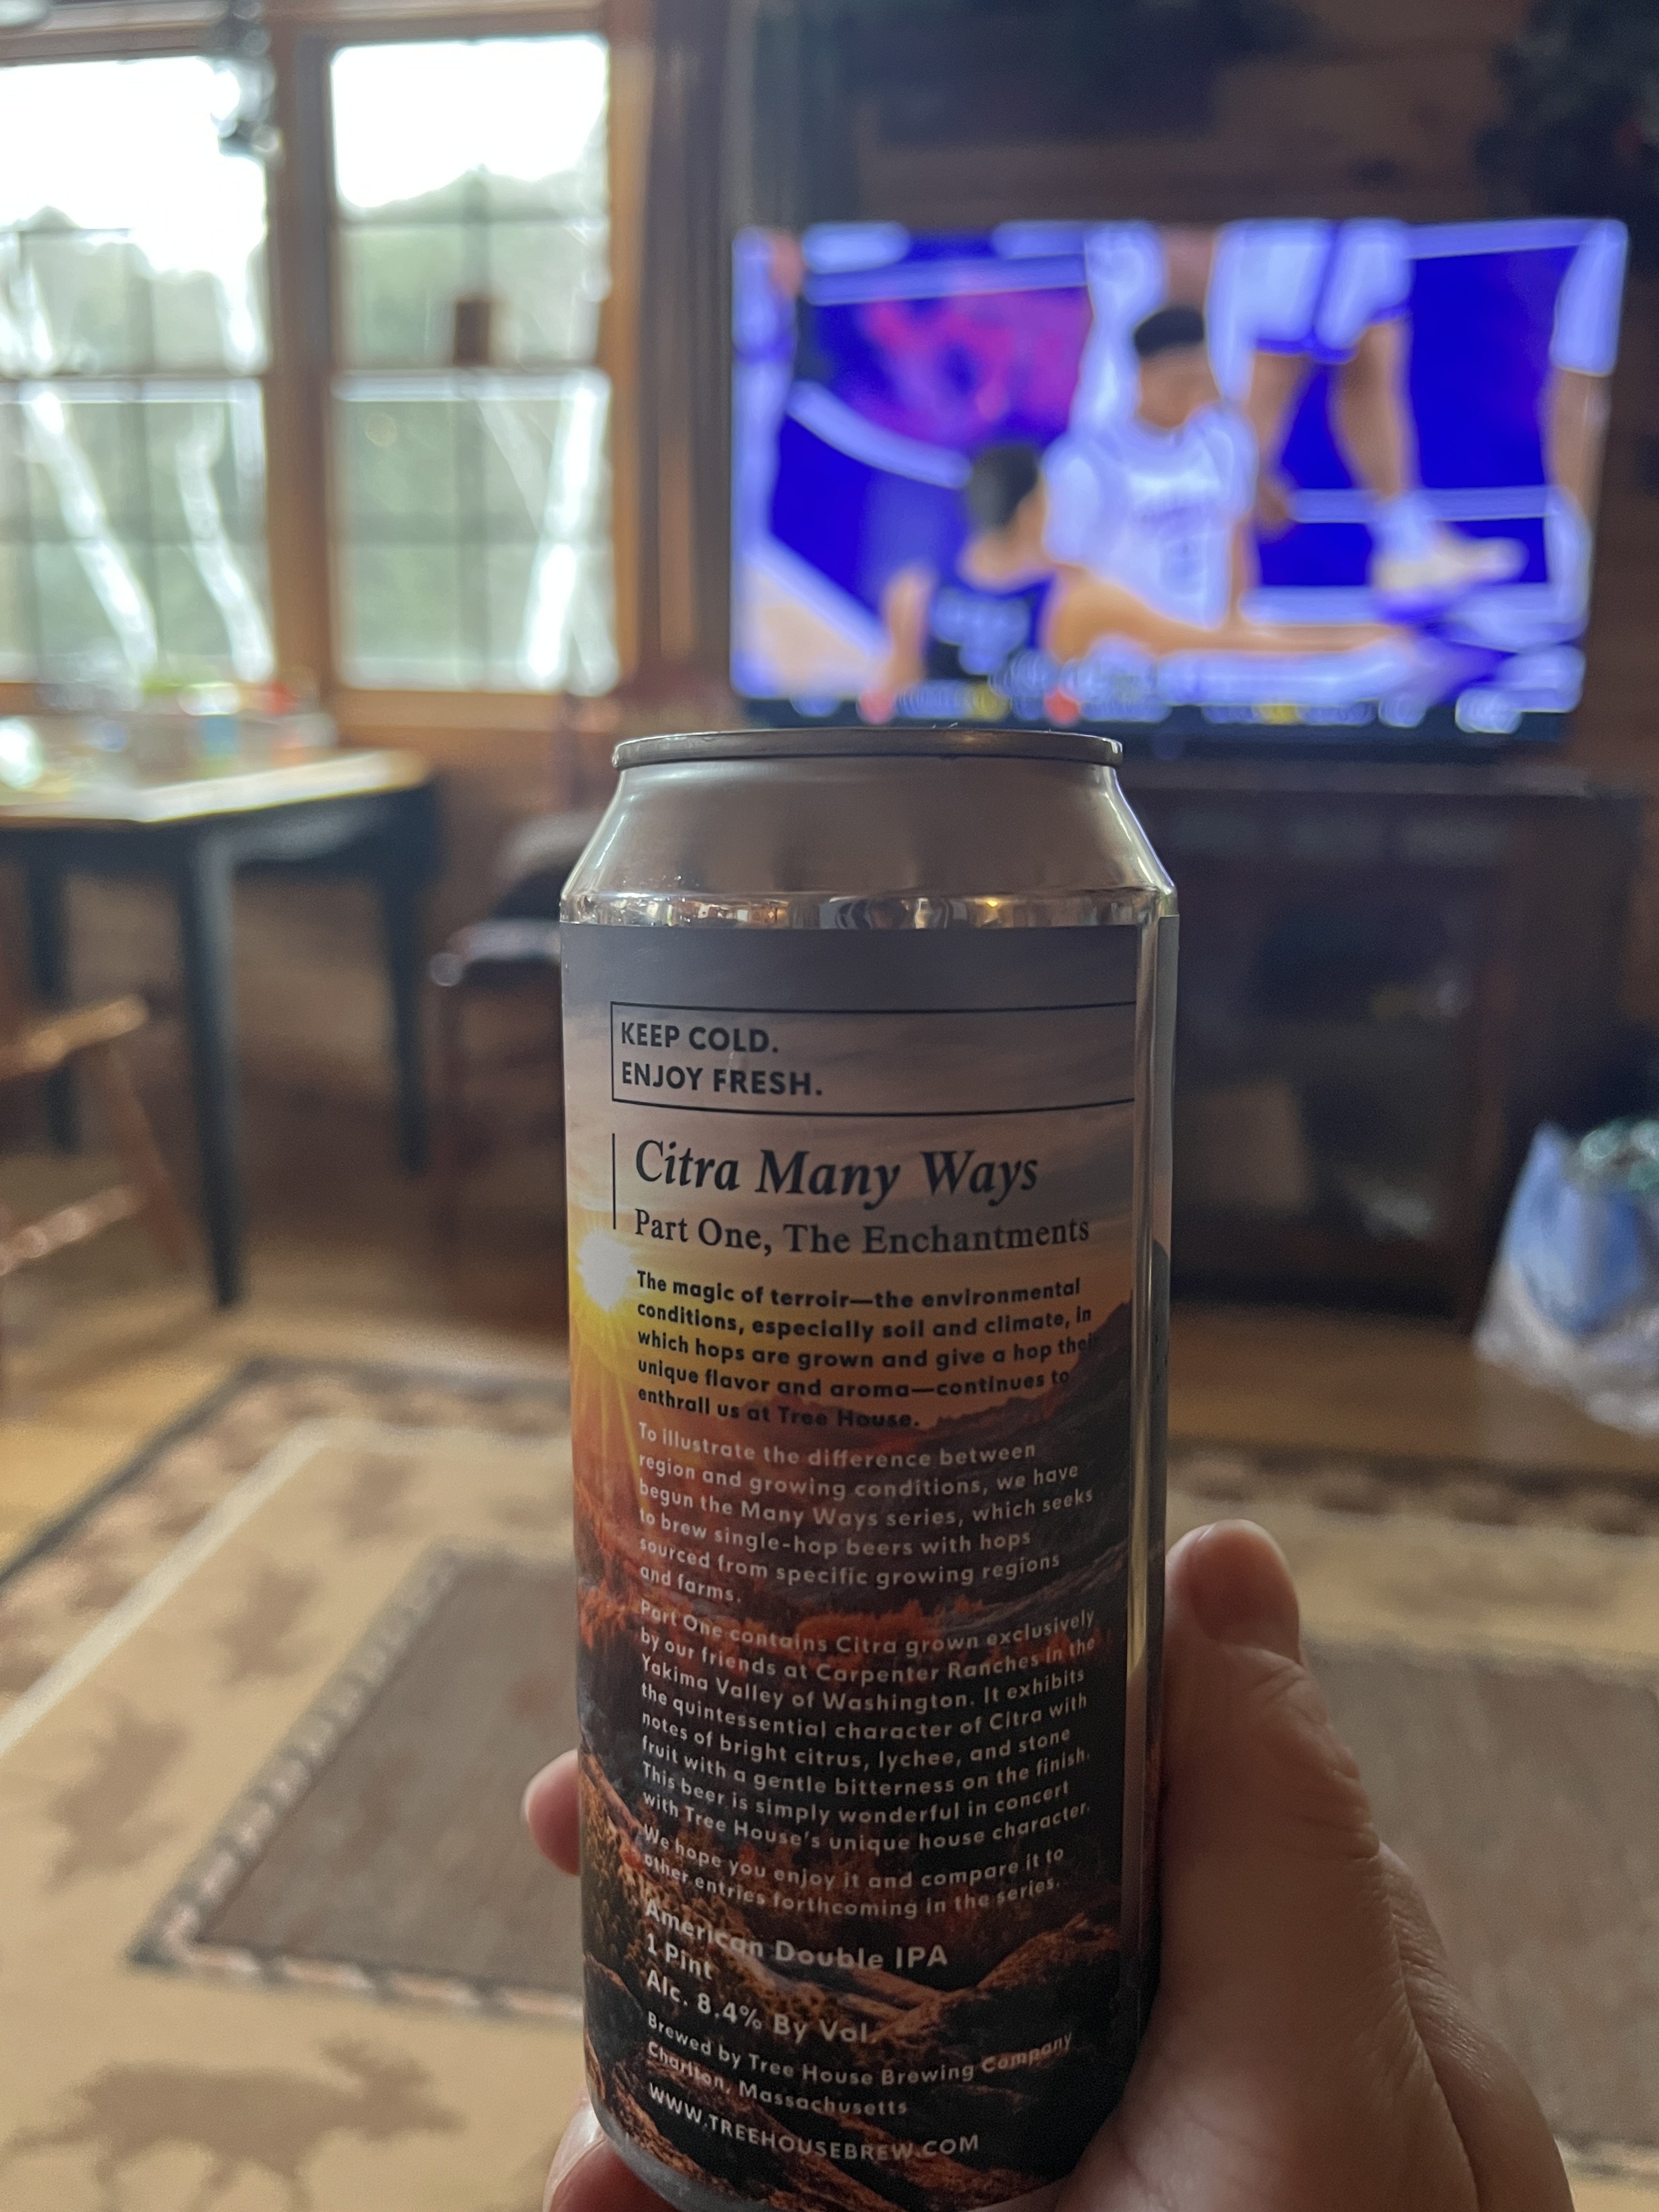 KEEP COLD.
ENJOY FRESH.
Citra Many Ways
Part One, The Enchantments
The magic of terroir—the environmental
conditions, especially soil and climate, in
which hops are grown and give a hop their
unique flavor and aroma—continues to
enthrall us at Tree House.
To illustrate the difference between
region and growing conditions, we have
begun the Many Ways series, which seeks
to brew single-hop beers with hops
sourced from specific growing regions
and farms.
Part One contains Citra grown exclusively
by our friends at Carpenter Ranches in the
Yakima Valley of Washington. It exhibits
the quintessential character of Citra with
notes of bright citrus, lychee, and stone
fruit with a gentle bitterness on the finish.
This beer is simply wonderful in concert
with Tree House's unique house character.
We hope you enjoy it and compare it to
other entries forthcoming in the series.
American Double IPA
1 Pint
Alc. 8.4% By Vol.
Brewed by Tree House Brewing Company
Charlton, Massachusetts
WWW.TREEHOUSEBREW.COM